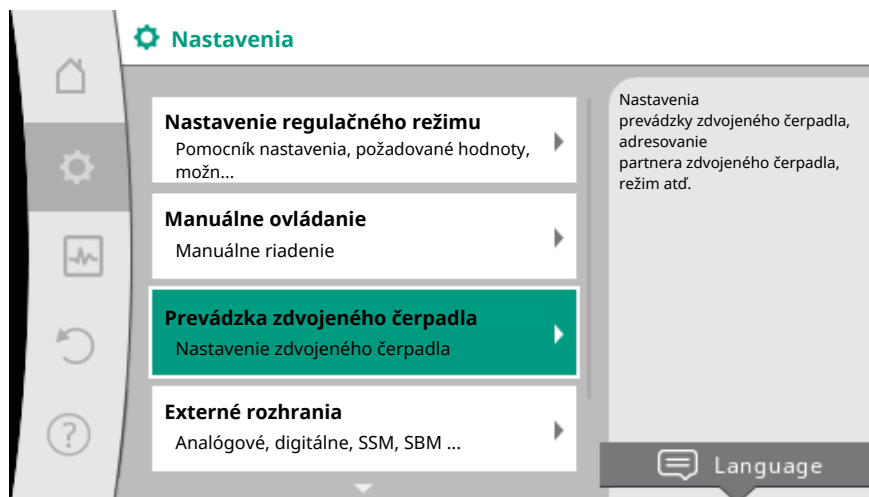 Nastavenia
Nastavenie regulačného režimu
Pomocník nastavenia, požadované hodnoty,
možn...
Manuálne ovládanie
Manuálne riadenie
Prevádzka zdvojeného čerpadla
Nastavenie zdvojeného čerpadla
Externé rozhrania
Analógové, digitálne, SSM, SBM ...
Nastavenia
prevádzky zdvojeného čerpadla,
adresovanie
partnera zdvojeného čerpadla,
režim atď.
Language